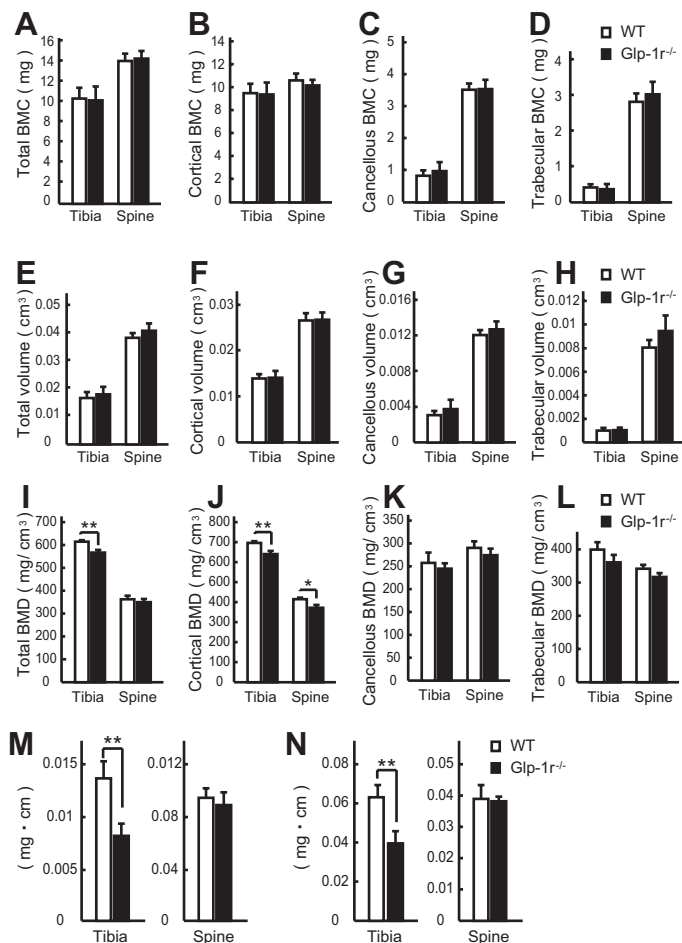 A
Total BMC ( mg )
16
14
12
10
8
6
4
2
0
Tibia Spine
B
Cortical BMC ( mg )
16
14
12
10
8
6
4
2
0
Tibia Spine
C
Cancellous BMC ( mg )
5
4
3
2
1
0
Tibia Spine
D
Trabecular BMC ( mg )
4
3
2
1
0
Tibia Spine
WT
Glp-1r-/-
E
Total volume ( cm3 )
0.05
0.04
0.03
0.02
0.01
0
Tibia Spine
F
Cortical volume ( cm3 )
0.03
0.02
0.01
0
Tibia Spine
G
Cancellous volume ( cm3 )
0.016
0.012
0.008
0.004
0
Tibia Spine
H
Trabecular volume ( cm3 )
0.012
0.010
0.008
0.006
0.004
0.002
0
Tibia Spine
WT
Glp-1r-/-
I
Total BMD ( mg/ cm3 )
700
600
500
400
300
200
100
0
**
Tibia Spine
J
Cortical BMD ( mg/ cm3 )
800
700
600
500
400
300
200
100
0
**
*
Tibia Spine
K
Cancellous BMD ( mg/ cm3 )
350
300
250
200
150
100
50
0
Tibia Spine
L
Trabecular BMD ( mg/ cm3 )
500
400
300
200
100
0
Tibia Spine
WT
Glp-1r-/-
M
( mg · cm )
0.015
0.01
0.005
0
**
Tibia
0.012
0.08
0.04
0
Spine
N
( mg · cm )
0.08
0.06
0.04
0.02
0
**
Tibia
0.05
0.04
0.03
0.02
0.01
0
Spine
WT
Glp-1r-/-